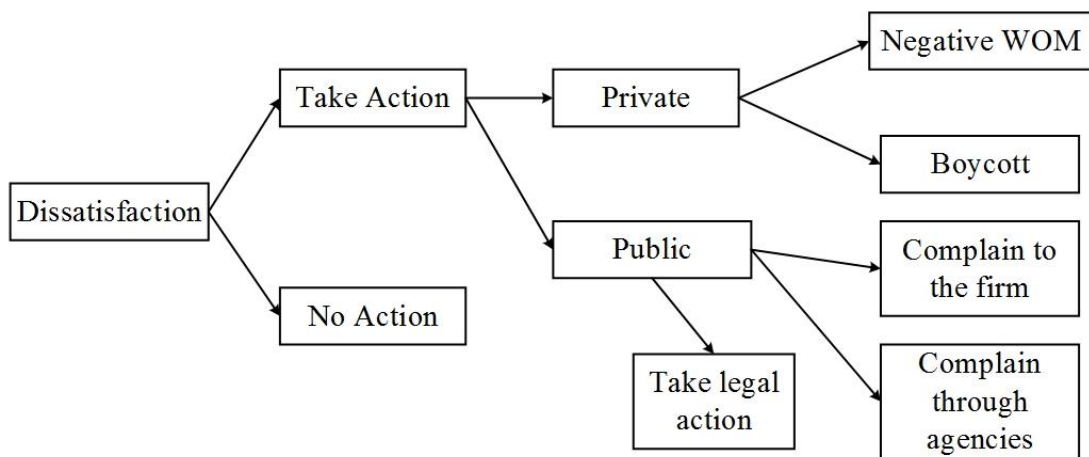 Negative WOM
Take Action
Private
Boycott
Dissatisfaction
Public
Complain to
the firm
No Action
Take legal
action
Complain
through
agencies